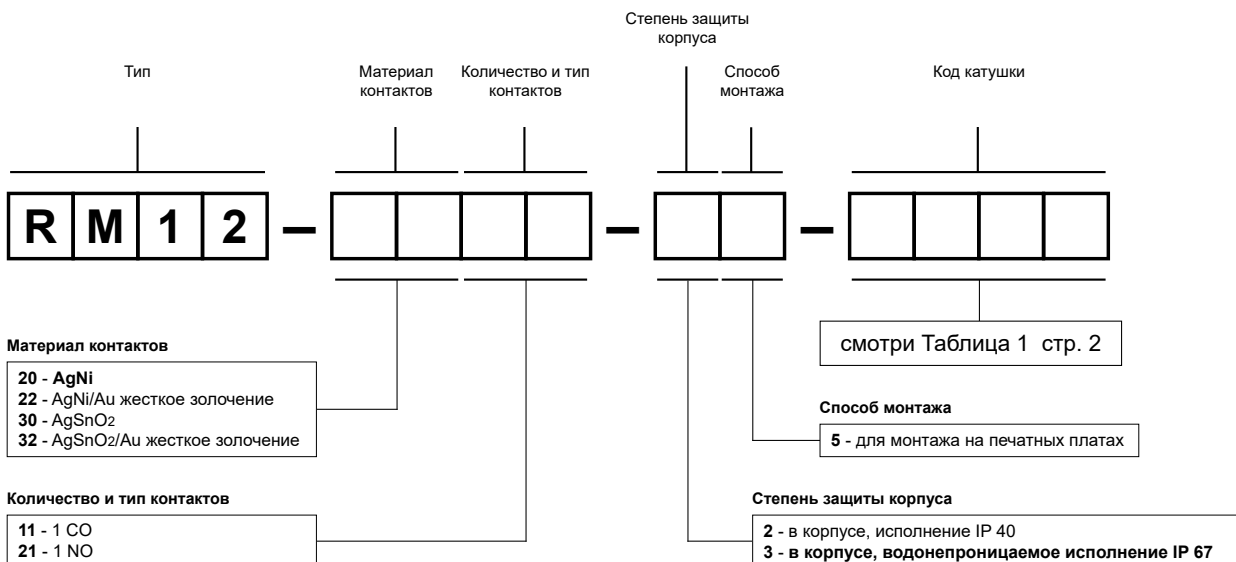 Степень защиты
корпуса
Тип
Материал
контактов
Количество и тип
контактов
Способ
монтажа
Код катушки
R M 1 2 – – –
Материал контактов
20 - AgNi
22 - AgNi/Au жесткое золочение
30 - AgSnO2
32 - AgSnO2/Au жесткое золочение
смотри Таблица 1 стр. 2
Способ монтажа
5 - для монтажа на печатных платах
Количество и тип контактов
11 - 1 CO
21 - 1 NO
Степень защиты корпуса
2 - в корпусе, исполнение IP 40
3 - в корпусе, водонепроницаемое исполнение IP 67